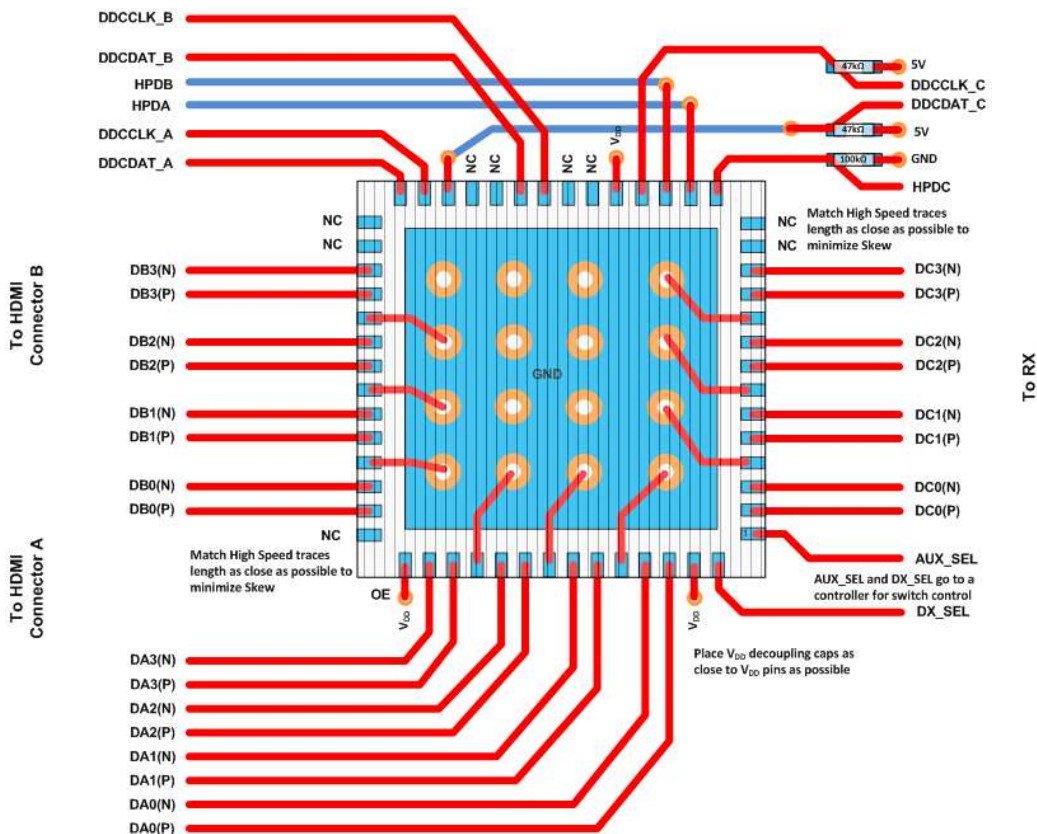 DDCCLK_B
DDCDAT_B
HPDB
HPDA
DDCCLK_A
DDCDAT_A
NC
NC
NC
NC
VDD
47kΩ
5V
DDCCLK_C
DDCDAT_C
47kΩ
5V
100kΩ
GND
HPDC
NC
NC
NC
NC
Match High Speed traces
length as close as possible to
minimize Skew
To HDMI
Connector B
DB3(N)
DB3(P)
DB2(N)
DB2(P)
DB1(N)
DB1(P)
DB0(N)
DB0(P)
NC
GND
DC3(N)
DC3(P)
DC2(N)
DC2(P)
DC1(N)
DC1(P)
DC0(N)
DC0(P)
1
To RX
AUX_SEL
AUX_SEL and DX_SEL go to a
controller for switch control
DX_SEL
To HDMI
Connector A
Match High Speed traces
length as close as possible to
minimize Skew
OE
VDD
VDD
Place VDD decoupling caps as
close to VDD pins as possible
DA3(N)
DA3(P)
DA2(N)
DA2(P)
DA1(N)
DA1(P)
DA0(N)
DA0(P)